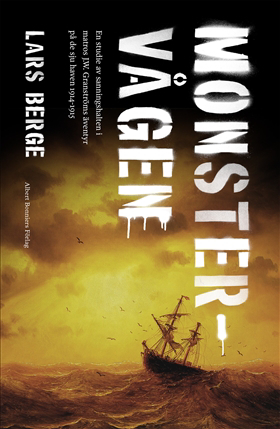 MONSTER-
VÅGEN
En studie av sanningshalten i
matros J.W. Granströms äventyr
på de sju haven 1914–1915
LARS BERGE
Albert Bonniers Förlag